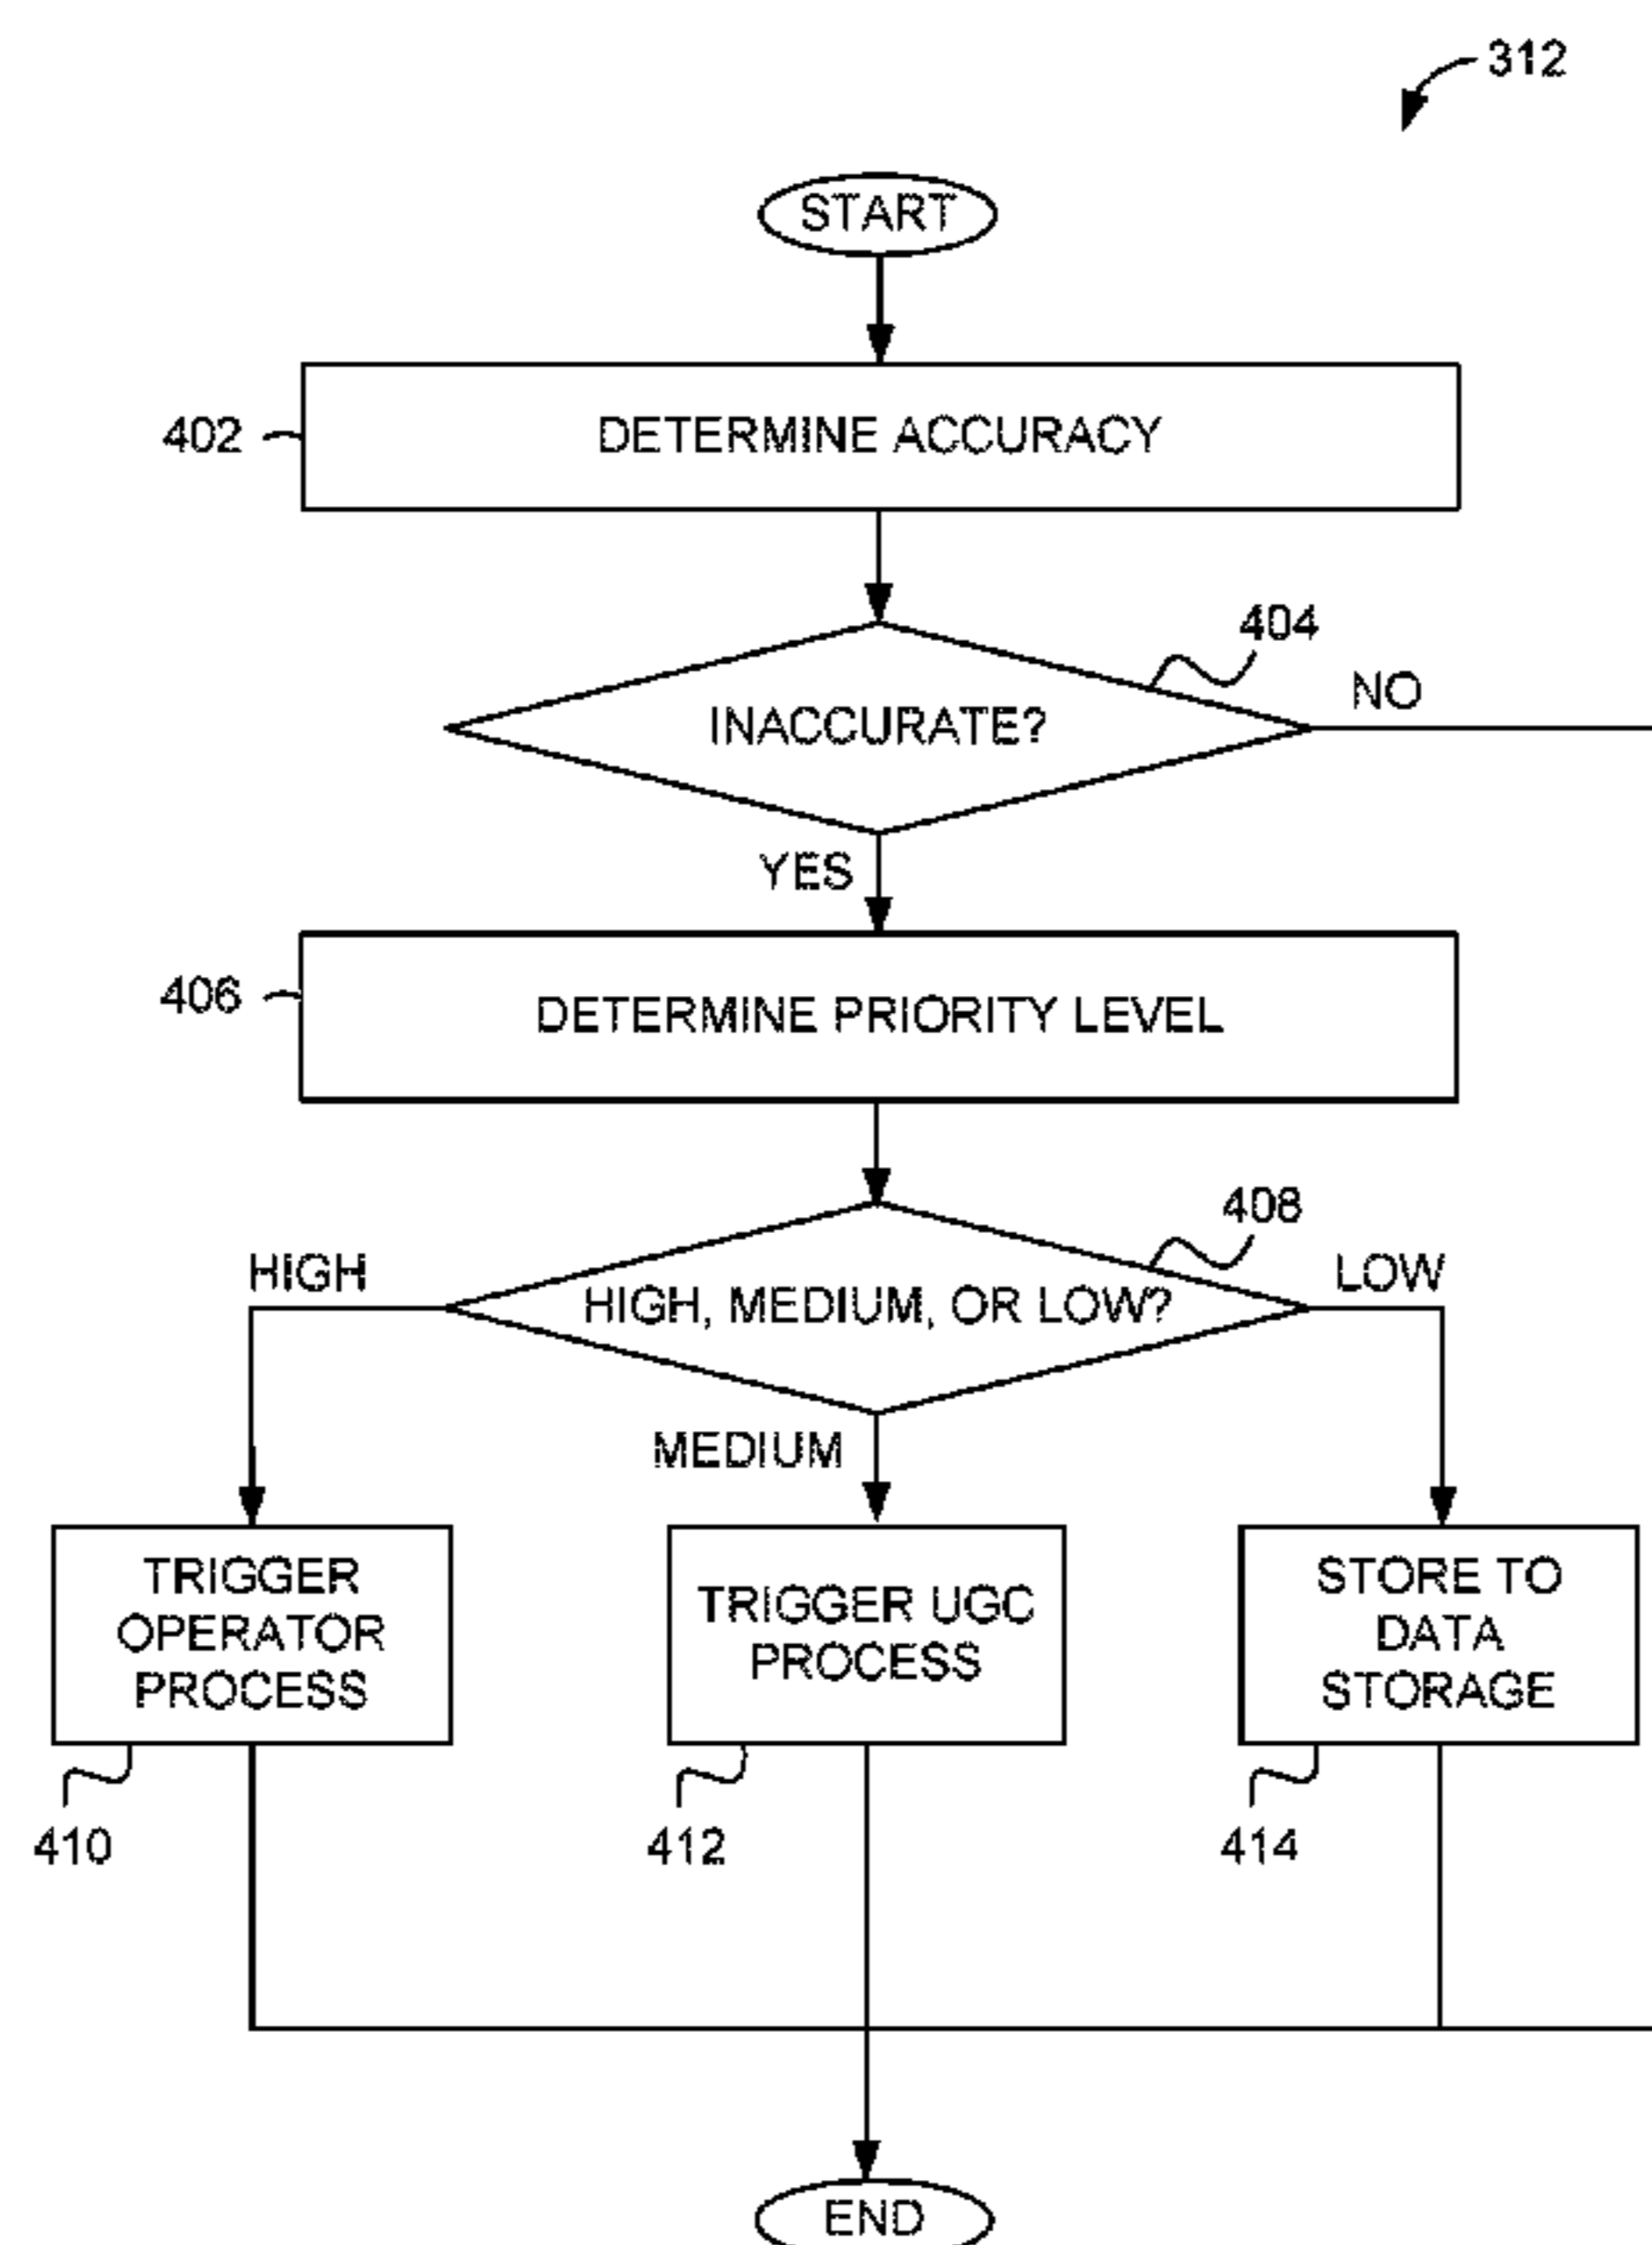 312
START
402
DETERMINE ACCURACY
404
NO
INACCURATE?
YES
406
DETERMINE PRIORITY LEVEL
408
HIGH
LOW
HIGH, MEDIUM, OR LOW?
MEDIUM
TRIGGER
OPERATOR
PROCESS
TRIGGER UGC
PROCESS
STORE TO
DATA
STORAGE
410
412
414
END